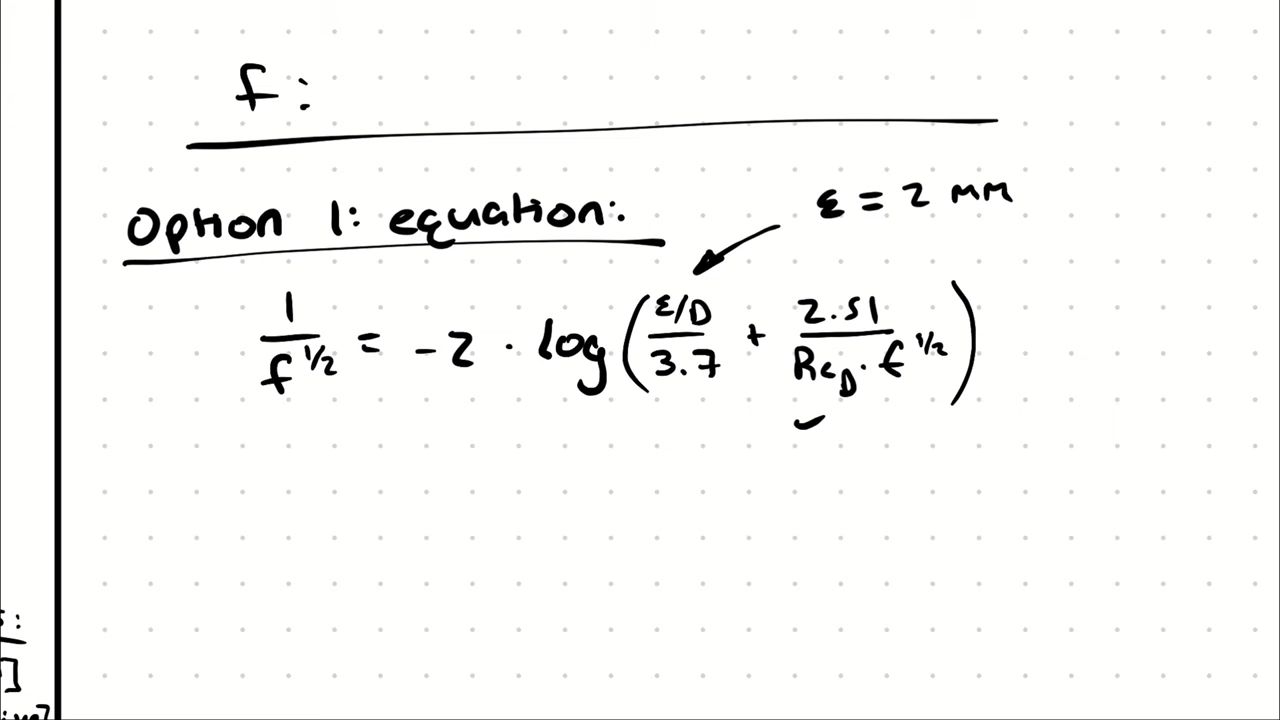 f:
Option 1: equation:
ε = 2 mm
1/f^1/2 = -2 · log(ε/D/3.7 + 2.51/Re_D · f^1/2)